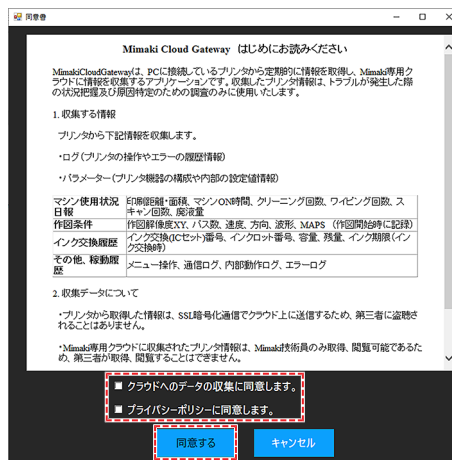 同意書
Mimaki Cloud Gateway はじめにお読みください
MimakiCloudGatewayは、PCに接続しているプリンタから定期的に情報を取得し、Mimaki専用ク
ラウドに情報を収集するアプリケーションです。収集したプリンタ情報は、トラブルが発生した際
の状況把握及び原因特定のための調査のみに使用いたします。
1. 収集する情報
プリンタから下記情報を収集します。
・ログ(プリンタの操作やエラーの履歴情報)
・パラメーター(プリンタ機器の構成や内部の設定値情報)
マシン使用状況 印刷距離・面積、マシンON時間、クリーニング回数、ワイピング回数、ス
日報 キャン回数、廃液量
作図条件 作図解像度XY、パス数、速度、方向、波形、MAPS (作図開始時に記録)
インク交換履歴 インク交換(ICセット)番号、インクロット番号、容量、残量、インク期限(イン
ク交換時)
その他、稼動履 メニュー操作、通信ログ、内部動作ログ、エラーログ
歴
2. 収集データについて
・プリンタから取得した情報は、SSL暗号化通信でクラウド上に送信するため、第三者に盗聴さ
れることはありません。
・Mimaki専用クラウドに収集されたプリンタ情報は、Mimaki技術員のみ取得、閲覧可能であるた
め、第三者が取得、閲覧することはできません。
クラウドへのデータの収集に同意します。
プライバシーポリシーに同意します。
同意する キャンセル